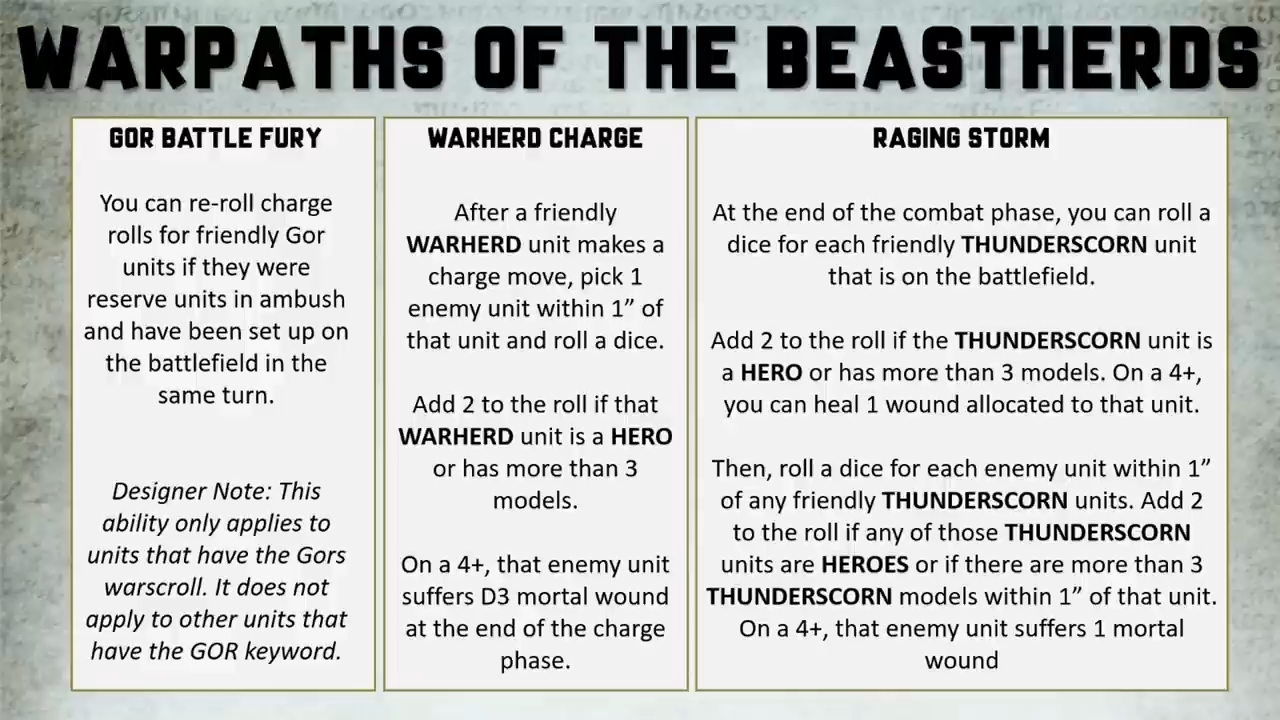 WARPATHS OF THE BEASTHERDS
GOR BATTLE FURY
You can re-roll charge
rolls for friendly Gor
units if they were
reserve units in ambush
and have been set up on
the battlefield in the
same turn.
Designer Note: This
ability only applies to
units that have the Gors
warscroll. It does not
apply to other units that
have the GOR keyword.
WARHERD CHARGE
After a friendly
WARHERD unit makes a
charge move, pick 1
enemy unit within 1” of
that unit and roll a dice.
Add 2 to the roll if that
WARHERD unit is a HERO
or has more than 3
models.
On a 4+, that enemy unit
suffers D3 mortal wound
at the end of the charge
phase.
RAGING STORM
At the end of the combat phase, you can roll a
dice for each friendly THUNDERSCORN unit
that is on the battlefield.
Add 2 to the roll if the THUNDERSCORN unit is
a HERO or has more than 3 models. On a 4+,
you can heal 1 wound allocated to that unit.
Then, roll a dice for each enemy unit within 1”
of any friendly THUNDERSCORN units. Add 2
to the roll if any of those THUNDERSCORN
units are HEROES or if there are more than 3
THUNDERSCORN models within 1” of that unit.
On a 4+, that enemy unit suffers 1 mortal
wound